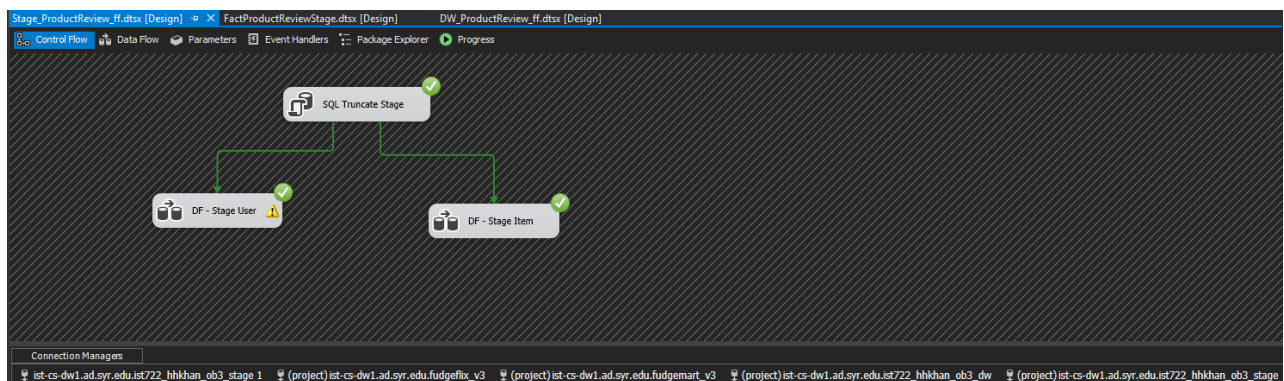 Stage_ProductReview_ff.dtsx [Design] FactProductReviewStage.dtsx [Design] DW_ProductReview_ff.dtsx [Design]
Control Flow Data Flow Parameters Event Handlers Package Explorer Progress
SQL Truncate Stage
DF - Stage User
DF - Stage Item
Connection Managers
ist-cs-dw1.ad.syr.edu.ist722_hhkhan_ob3_stage 1 (project) ist-cs-dw1.ad.syr.edu.fudgeflix_v3 (project) ist-cs-dw1.ad.syr.edu.fudgemart_v3 (project) ist-cs-dw1.ad.syr.edu.ist722_hhkhan_ob3_dw (project) ist-cs-dw1.ad.syr.edu.ist722_hhkhan_ob3_stage